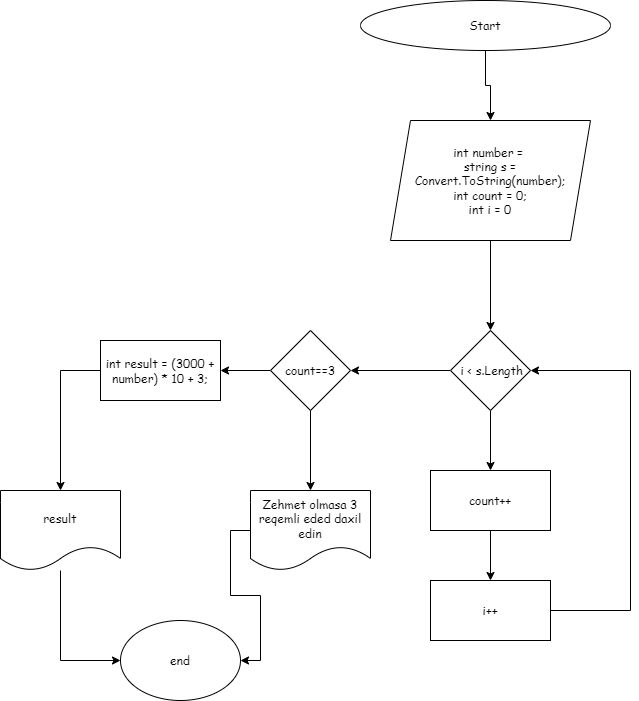 Start
int number =
string s =
Convert.ToString(number);
int count = 0;
int i = 0
int result = (3000 +
number) * 10 + 3;
count==3
i < s.Length
result
Zehmet olmasa 3
reqemli eded daxil
edin
count++
i++
end